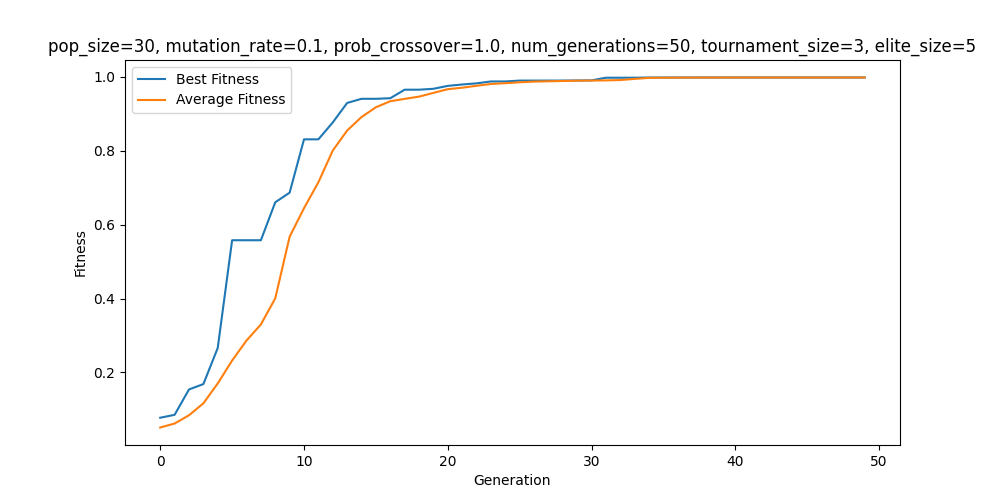 pop_size=30, mutation_rate=0.1, prob_crossover=1.0, num_generations=50, tournament_size=3, elite_size=5
Best Fitness
Average Fitness
1.0
0.8
0.6
0.4
0.2
Fitness
0 10 20 30 40 50
Generation